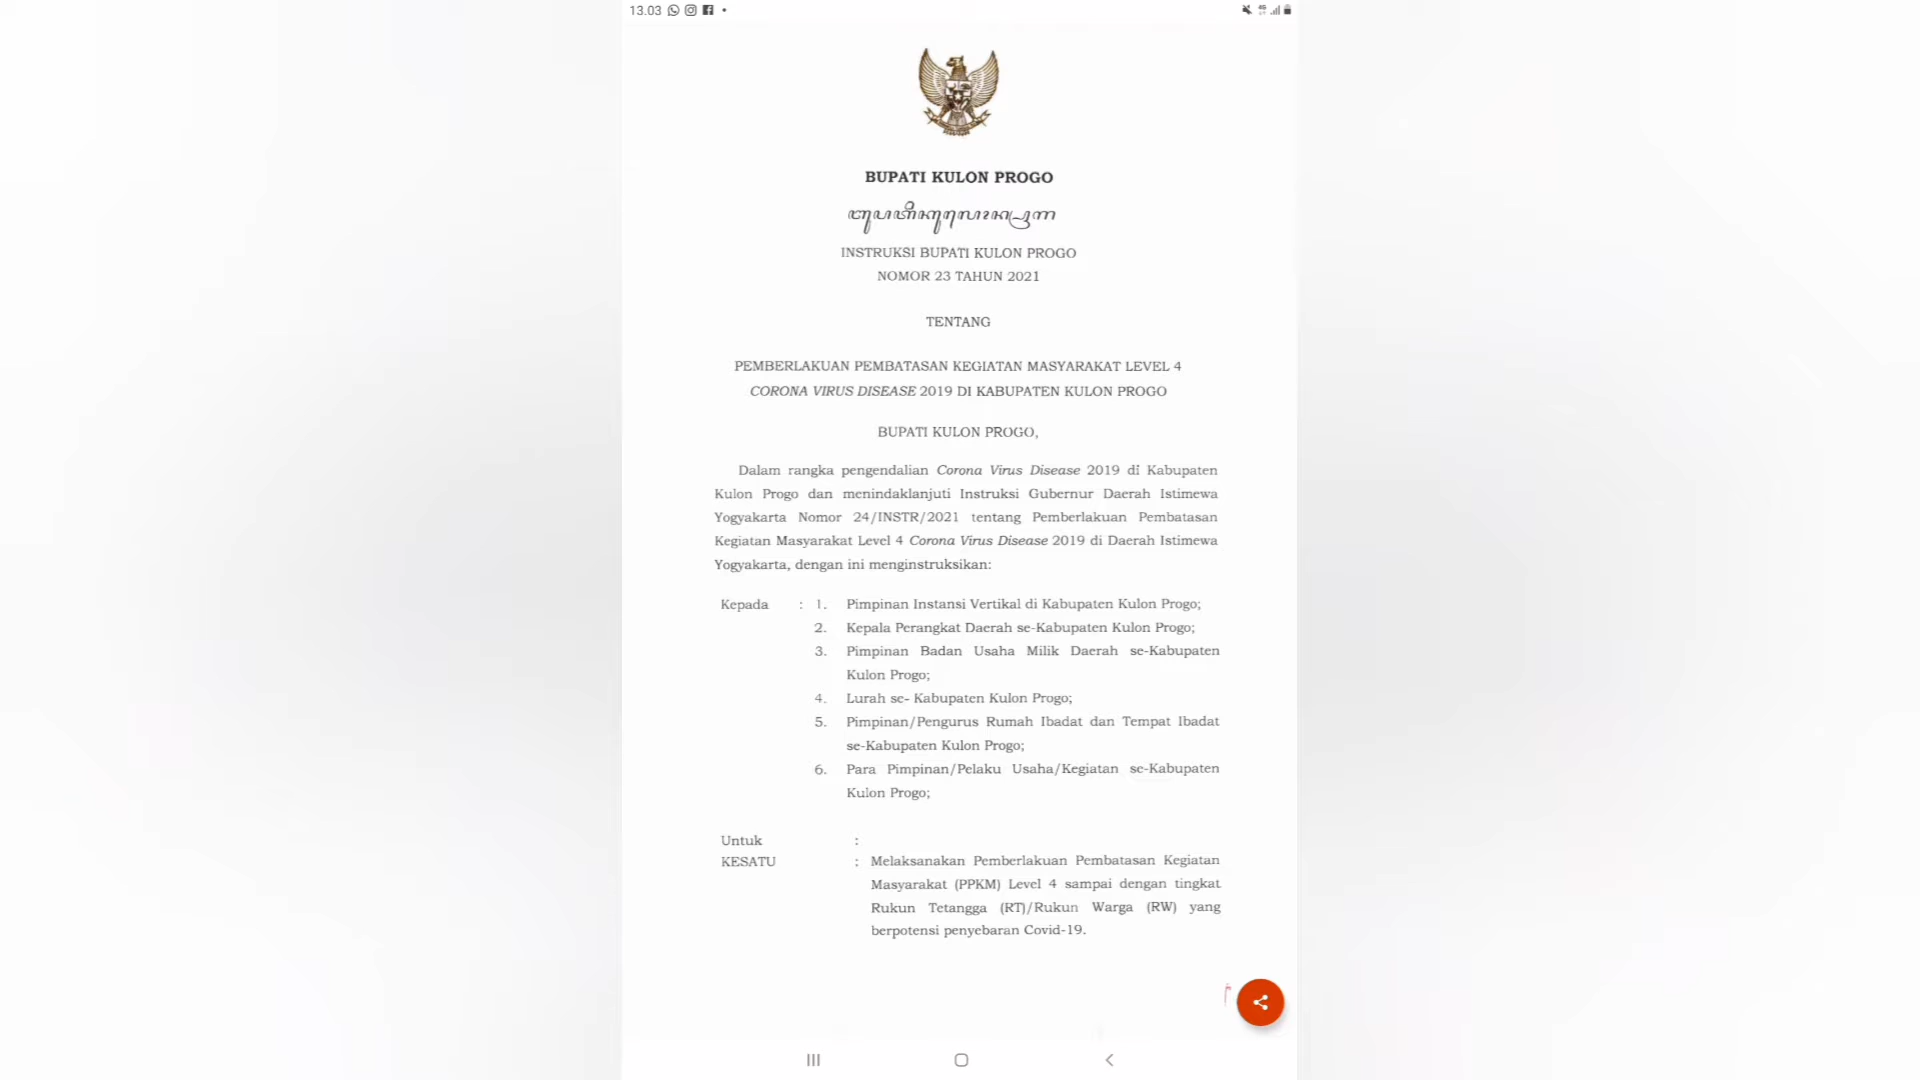 13.03
BUPATI KULON PROGO
ꦧꦸꦥꦠꦶꦏꦸꦭꦺꦴꦤ꧀ꦥꦿꦒ
INSTRUKSI BUPATI KULON PROGO
NOMOR 23 TAHUN 2021
TENTANG
PEMBERLAKUAN PEMBATASAN KEGIATAN MASYARAKAT LEVEL 4
CORONA VIRUS DISEASE 2019 DI KABUPATEN KULON PROGO
BUPATI KULON PROGO,
Dalam rangka pengendalian Corona Virus Disease 2019 di Kabupaten
Kulon Progo dan menindaklanjuti Instruksi Gubernur Daerah Istimewa
Yogyakarta Nomor 24/INSTR/2021 tentang Pemberlakuan Pembatasan
Kegiatan Masyarakat Level 4 Corona Virus Disease 2019 di Daerah Istimewa
Yogyakarta, dengan ini menginstruksikan:
Kepada : 1. Pimpinan Instansi Vertikal di Kabupaten Kulon Progo;
2. Kepala Perangkat Daerah se-Kabupaten Kulon Progo;
3. Pimpinan Badan Usaha Milik Daerah se-Kabupaten
Kulon Progo;
4. Lurah se- Kabupaten Kulon Progo;
5. Pimpinan/Pengurus Rumah Ibadat dan Tempat Ibadat
se-Kabupaten Kulon Progo;
6. Para Pimpinan/Pelaku Usaha/Kegiatan se-Kabupaten
Kulon Progo;
Untuk :
KESATU : Melaksanakan Pemberlakuan Pembatasan Kegiatan
Masyarakat (PPKM) Level 4 sampai dengan tingkat
Rukun Tetangga (RT)/Rukun Warga (RW) yang
berpotensi penyebaran Covid-19.